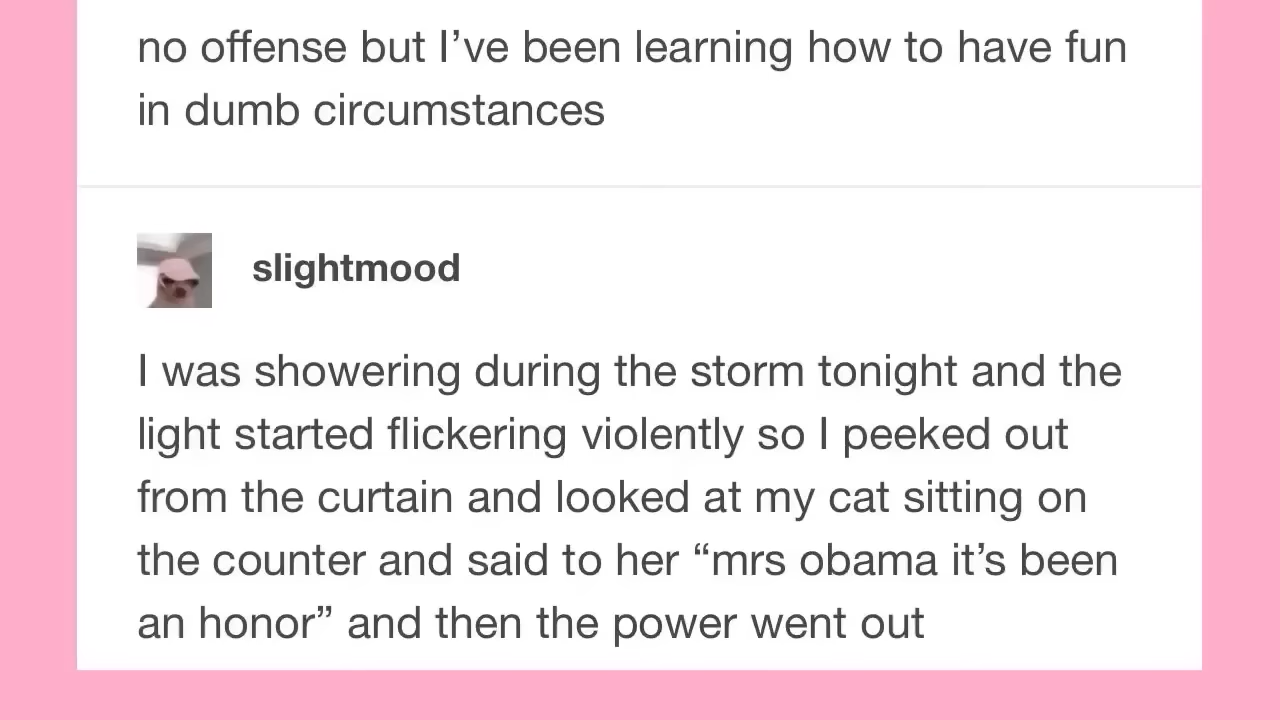 no offense but I’ve been learning how to have fun
in dumb circumstances
slightmood
I was showering during the storm tonight and the
light started flickering violently so I peeked out
from the curtain and looked at my cat sitting on
the counter and said to her “mrs obama it’s been
an honor” and then the power went out